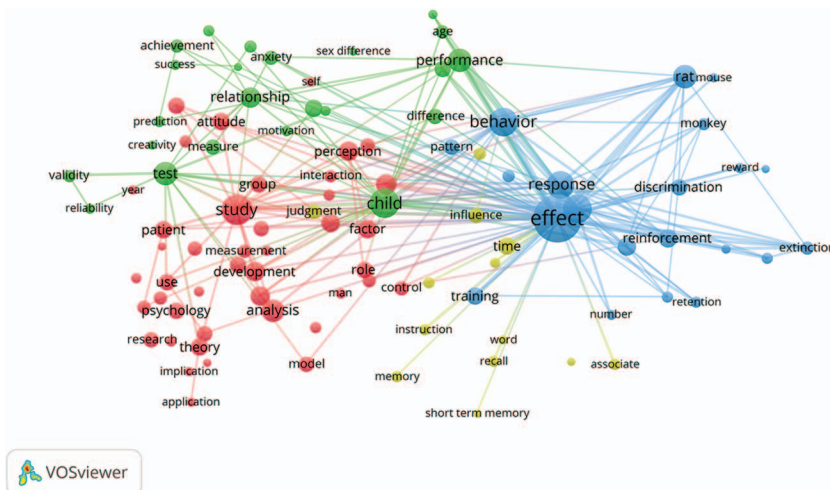 age
achievement
sex difference
success
anxiety
performance
self
rat mouse
relationship
prediction
attitude
difference
behavior
monkey
motivation
creativity
measure
pattern
perception
test
validity
interaction
reward
year
group
response
discrimination
reliability
child
study
judgment
influence
effect
patient
factor
reinforcement
measurement
time
extinction
development
role
use
man
control
training
retention
psychology
analysis
number
instruction
research
theory
word
model
recall
associate
implication
memory
application
short term memory
VOSviewer